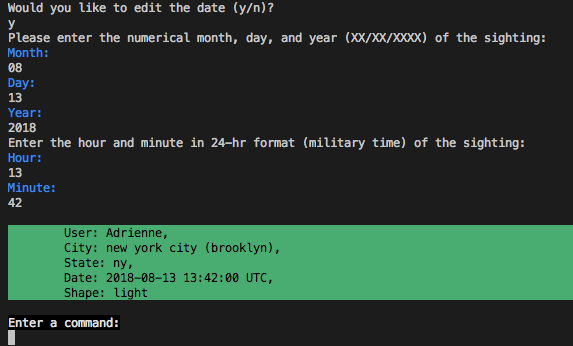 Would you like to edit the date (y/n)?
y
Please enter the numerical month, day, and year (XX/XX/XXXX) of the sighting:
Month:
08
Day:
13
Year:
2018
Enter the hour and minute in 24-hr format (military time) of the sighting:
Hour:
13
Minute:
42
User: Adrienne,
City: new york city (brooklyn),
State: ny,
Date: 2018-08-13 13:42:00 UTC,
Shape: light
Enter a command: